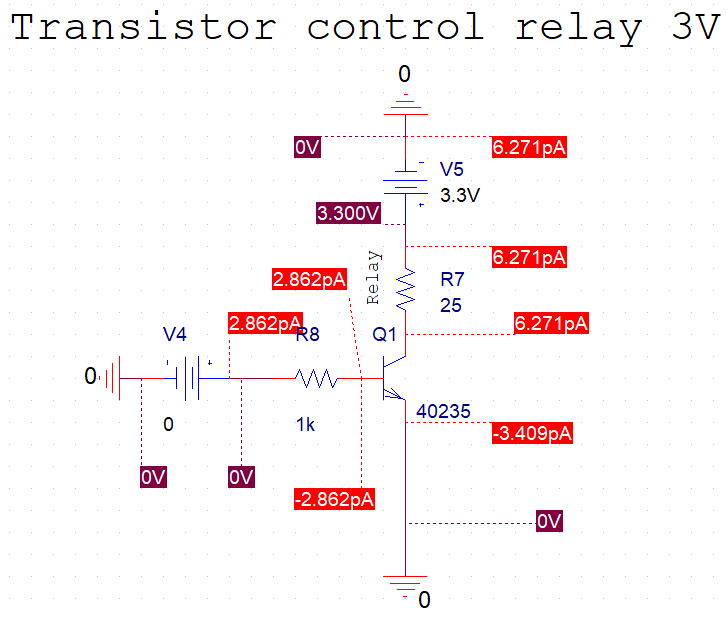 Transistor control relay 3V
0
0V
6.271pA
V5
3.3V
3.300V
6.271pA
Relay
2.862pA
R7
25
2.862pA
6.271pA
V4
R8
Q1
0
40235
0
1k
-3.409pA
0V
0V
-2.862pA
0V
0